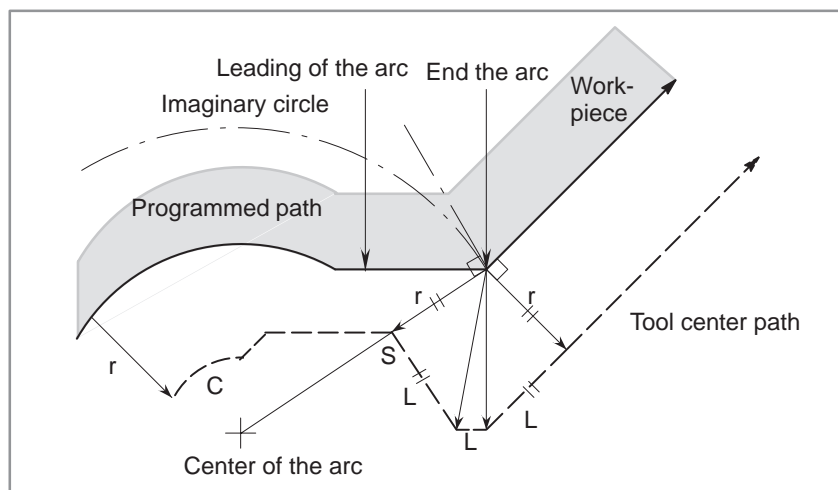 Leading of the arc
End the arc
Work-
piece
Imaginary circle
Programmed path
r
r
Tool center path
r
S
C
L
L
L
Center of the arc